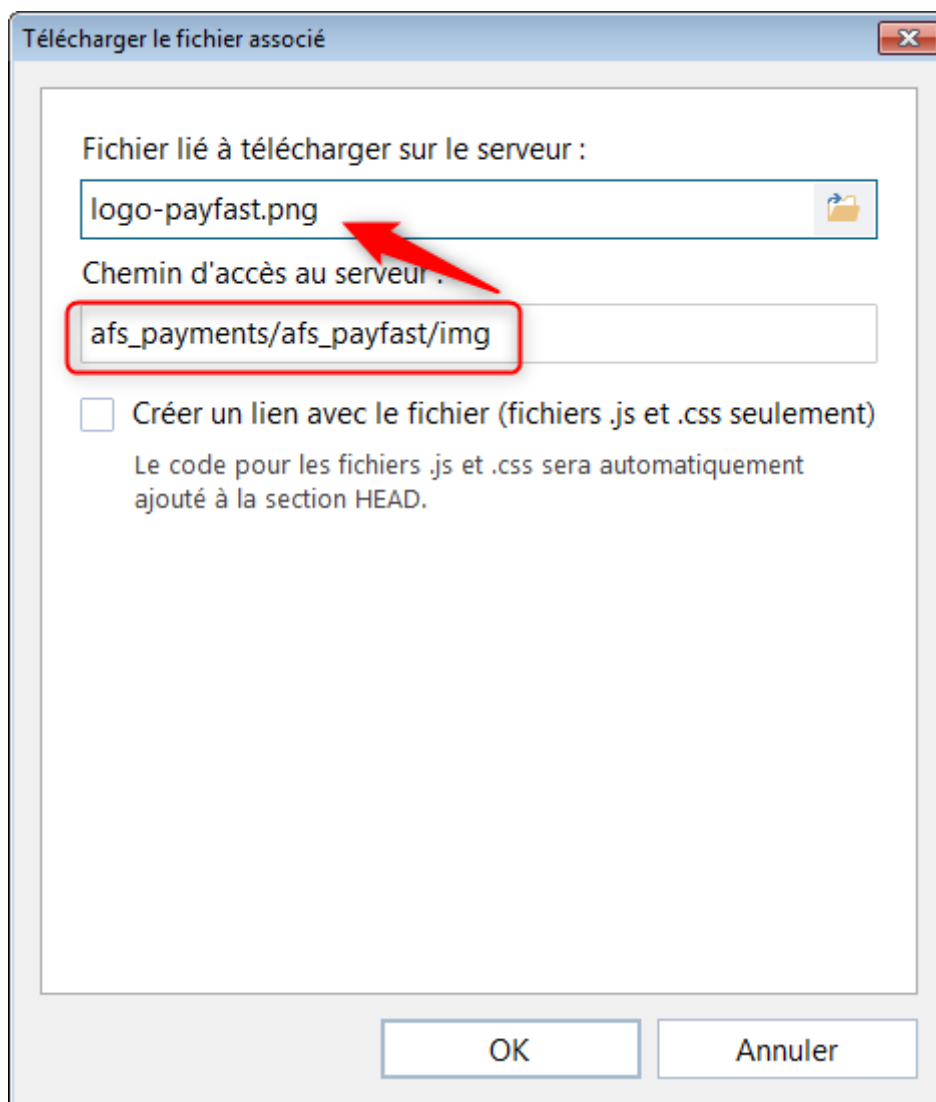 Télécharger le fichier associé
Fichier lié à télécharger sur le serveur :
logo-payfast.png
Chemin d'accès au serveur :
afs_payments/afs_payfast/img
Créer un lien avec le fichier (fichiers .js et .css seulement)
Le code pour les fichiers .js et .css sera automatiquement
ajouté à la section HEAD.
OK
Annuler